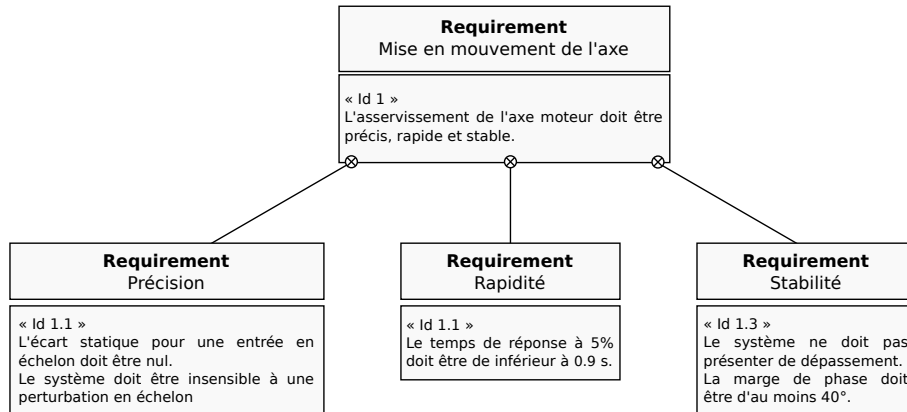 Requirement
Mise en mouvement de l'axe
« Id 1 »
L'asservissement de l'axe moteur doit être
précis, rapide et stable.
Requirement
Précision
« Id 1.1 »
L'écart statique pour une entrée en
échelon doit être nul.
Le système doit être insensible à une
perturbation en échelon
Requirement
Rapidité
« Id 1.1 »
Le temps de réponse à 5%
doit être de inférieur à 0.9 s.
Requirement
Stabilité
« Id 1.3 »
Le système ne doit pas
présenter de dépassement.
La marge de phase doit
être d'au moins 40°.